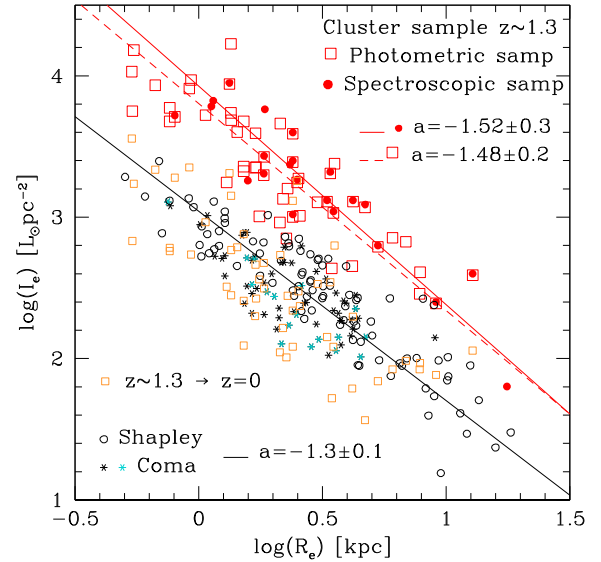 Cluster sample z~1.3
Photometric samp
Spectroscopic samp
a=−1.52±0.3
a=−1.48±0.2
z~1.3 → z=0
Shapley
Coma
a=−1.3±0.1
4
3
2
1
log(I_e) [L⊙pc⁻²]
−0.5 0 0.5 1 1.5
log(R_e) [kpc]